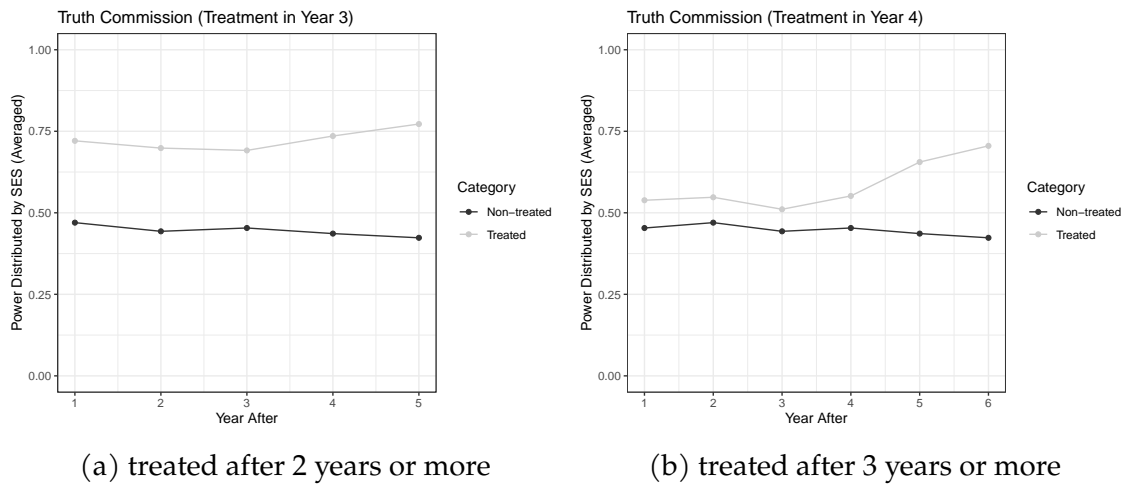 Truth Commission (Treatment in Year 3)
1.00
0.75
0.50
0.25
0.00
Power Distributed by SES (Averaged)
1 2 3 4 5
Year After
Category
Non−treated
Treated
(a) treated after 2 years or more
Truth Commission (Treatment in Year 4)
1.00
0.75
0.50
0.25
0.00
Power Distributed by SES (Averaged)
1 2 3 4 5 6
Year After
Category
Non−treated
Treated
(b) treated after 3 years or more